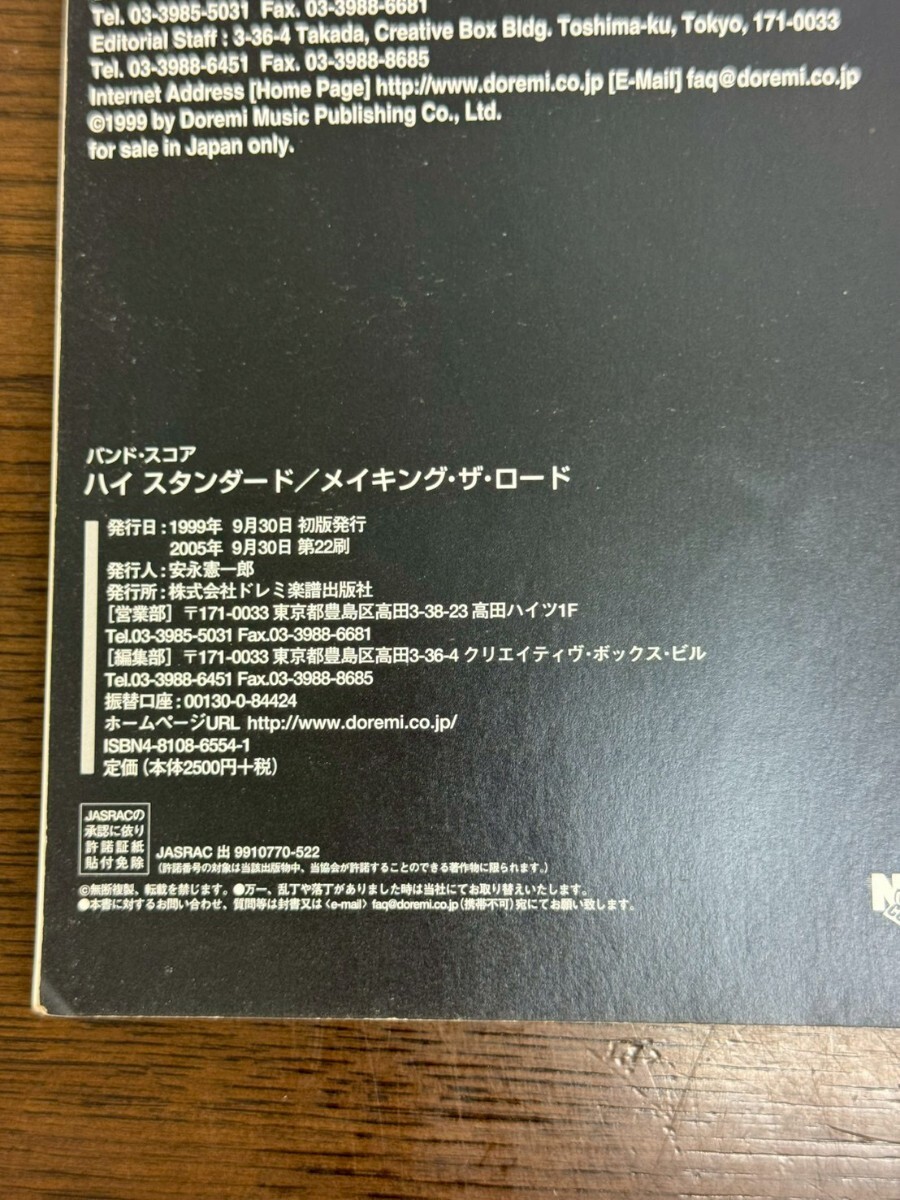 Tel. 03-3985-5031 Fax. 03-3988-6681
Editorial Staff : 3-36-4 Takada, Creative Box Bldg. Toshima-ku, Tokyo, 171-0033
Tel. 03-3988-6451 Fax. 03-3988-8685
Internet Address [Home Page] http://www.doremi.co.jp [E-Mail] faq@doremi.co.jp
©1999 by Doremi Music Publishing Co., Ltd.
for sale in Japan only.
バンド・スコア
ハイ スタンダード／メイキング・ザ・ロード
発行日:1999年 9月30日 初版発行
2005年 9月30日 第22刷
発行人:安永憲一郎
発行所:株式会社ドレミ楽譜出版社
[営業部] 〒171-0033 東京都豊島区高田3-38-23 高田ハイツ1F
Tel.03-3985-5031 Fax.03-3988-6681
[編集部] 〒171-0033 東京都豊島区高田3-36-4 クリエイティヴ・ボックス・ビル
Tel.03-3988-6451 Fax.03-3988-8685
振替口座:00130-0-84424
ホームページURL http://www.doremi.co.jp/
ISBN4-8108-6554-1
定価(本体2500円+税)
JASRACの
承認に依り
許諾証紙
貼付免除
JASRAC 出 9910770-522
(許諾番号の対象は当該出版物中、当協会が許諾することのできる著作物に限られます。)
◎無断複製、転載を禁じます。●万一、乱丁や落丁がありました時は当社にてお取り替えいたします。
●本書に対するお問い合わせ、質問等は封書又は〈e-mail〉faq@doremi.co.jp(携帯不可)宛にてお願い致します。